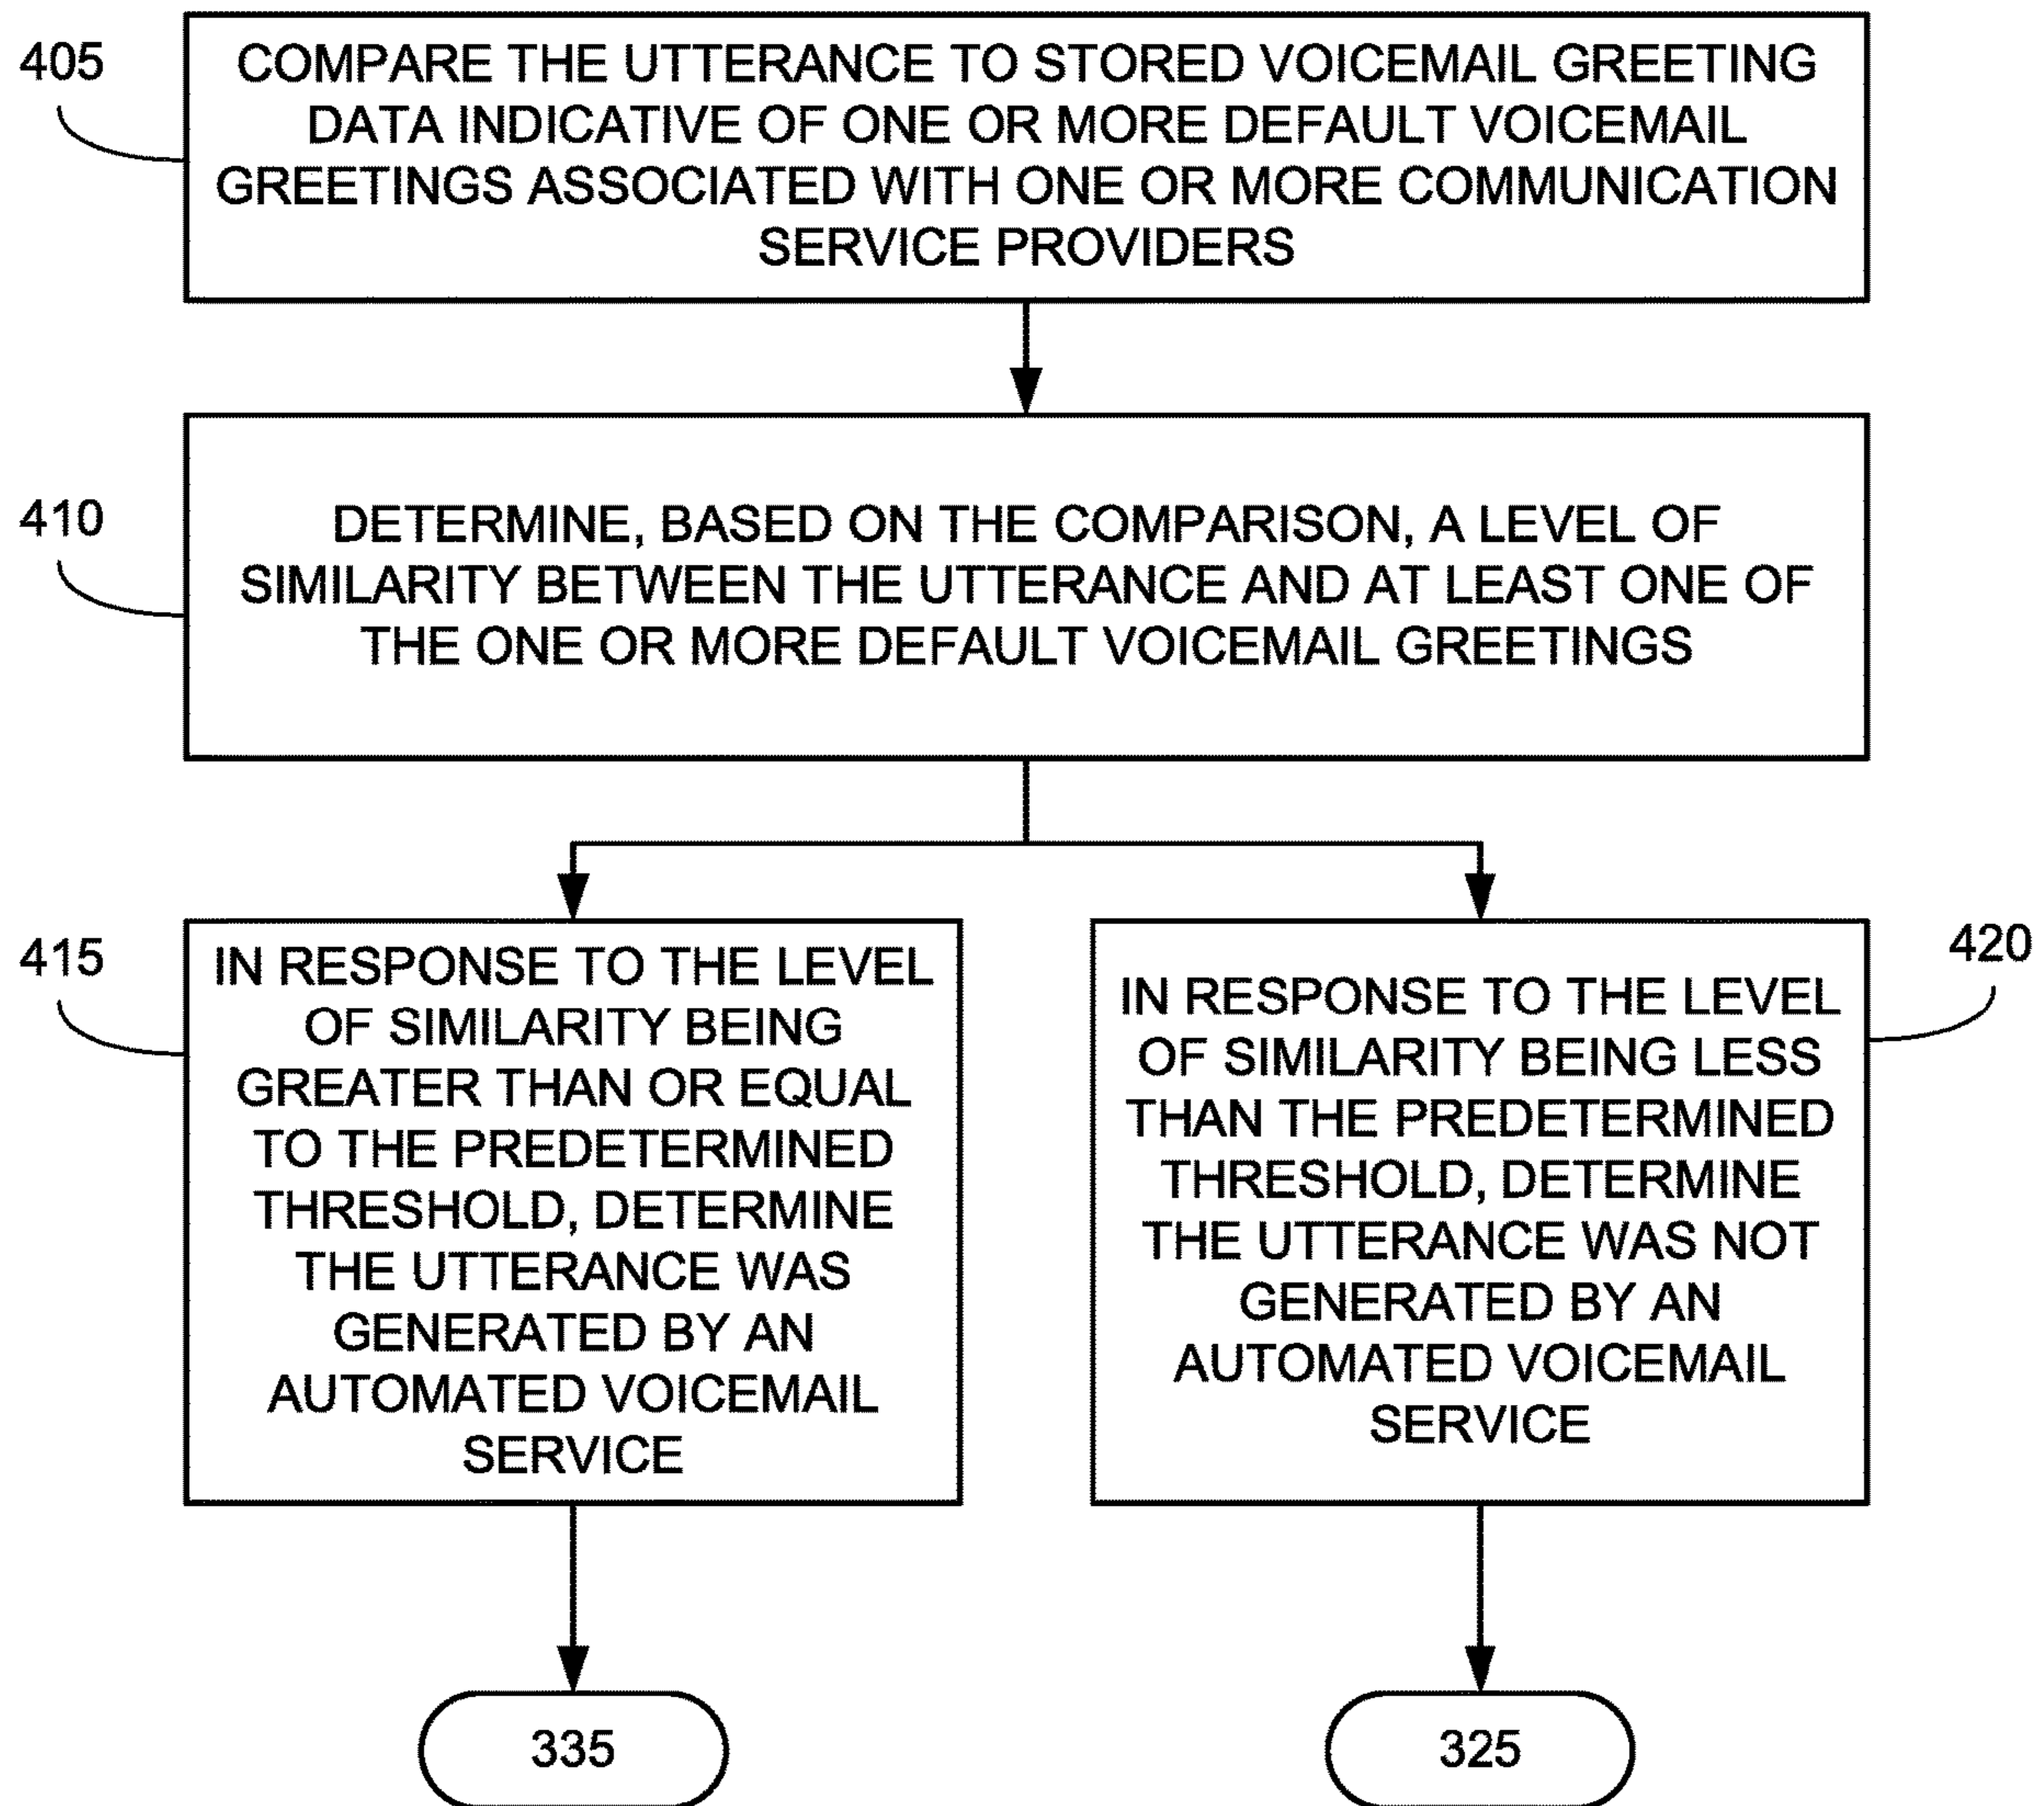 405
COMPARE THE UTTERANCE TO STORED VOICEMAIL GREETING
DATA INDICATIVE OF ONE OR MORE DEFAULT VOICEMAIL
GREETINGS ASSOCIATED WITH ONE OR MORE COMMUNICATION
SERVICE PROVIDERS
410
DETERMINE, BASED ON THE COMPARISON, A LEVEL OF
SIMILARITY BETWEEN THE UTTERANCE AND AT LEAST ONE OF
THE ONE OR MORE DEFAULT VOICEMAIL GREETINGS
415
IN RESPONSE TO THE LEVEL
OF SIMILARITY BEING
GREATER THAN OR EQUAL
TO THE PREDETERMINED
THRESHOLD, DETERMINE
THE UTTERANCE WAS
GENERATED BY AN
AUTOMATED VOICEMAIL
SERVICE
420
IN RESPONSE TO THE LEVEL
OF SIMILARITY BEING LESS
THAN THE PREDETERMINED
THRESHOLD, DETERMINE
THE UTTERANCE WAS NOT
GENERATED BY AN
AUTOMATED VOICEMAIL
SERVICE
335
325